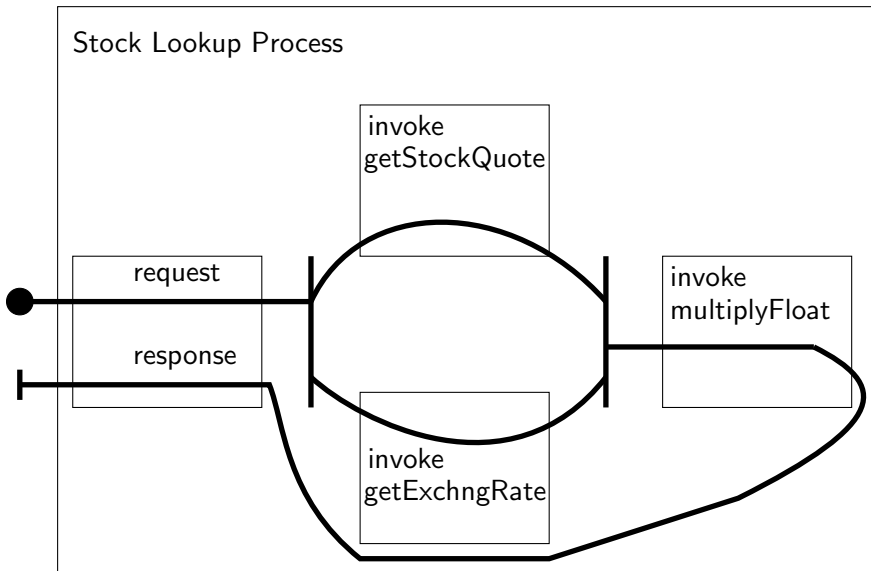 Stock Lookup Process
invoke
getStockQuote
request
invoke
multiplyFloat
response
invoke
getExchngRate